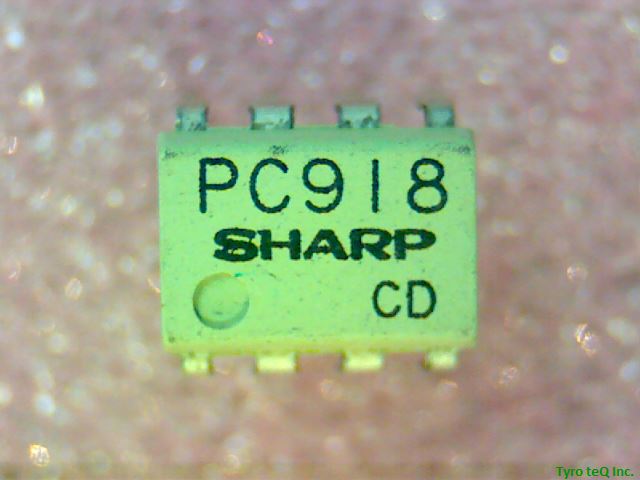 PC918
SHARP
CD
Tyro teQ Inc.